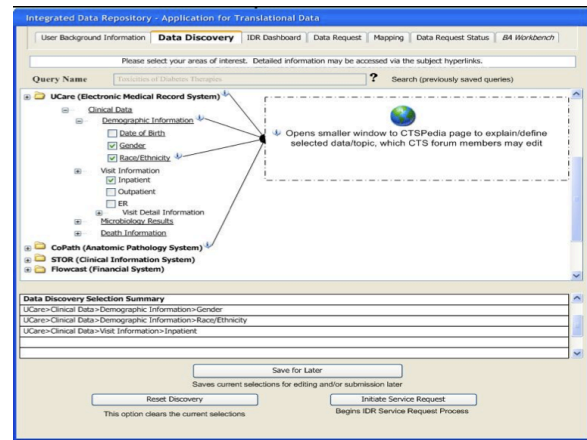 Integrated Data Repository - Application for Translational Data
User Background Information Data Discovery IDR Dashboard Data Request Mapping Data Request Status BA Workbench
Please select your areas of interest. Detailed information may be accessed via the subject hyperlinks.
Query Name Toxicities of Diabetes Therapies ? Search (previously saved queries)
UCare (Electronic Medical Record System)
Clinical Data
Demographic Information
Date of Birth
Gender
Race/Ethnicity
Visit Information
Inpatient
Outpatient
ER
Visit Detail Information
Microbiology Results
Death Information
CoPath (Anatomic Pathology System)
STOR (Clinical Information System)
Flowcast (Financial System)
Opens smaller window to CTSPedia page to explain/define
selected data/topic, which CTS forum members may edit
Data Discovery Selection Summary
UCare>Clinical Data>Demographic Information>Gender
UCare>Clinical Data>Demographic Information>Race/Ethnicity
UCare>Clinical Data>Visit Information>Inpatient
Save for Later
Saves current selections for editing and/or submission later
Reset Discovery Initiate Service Request
This option clears the current selections Begins IDR Service Request Process